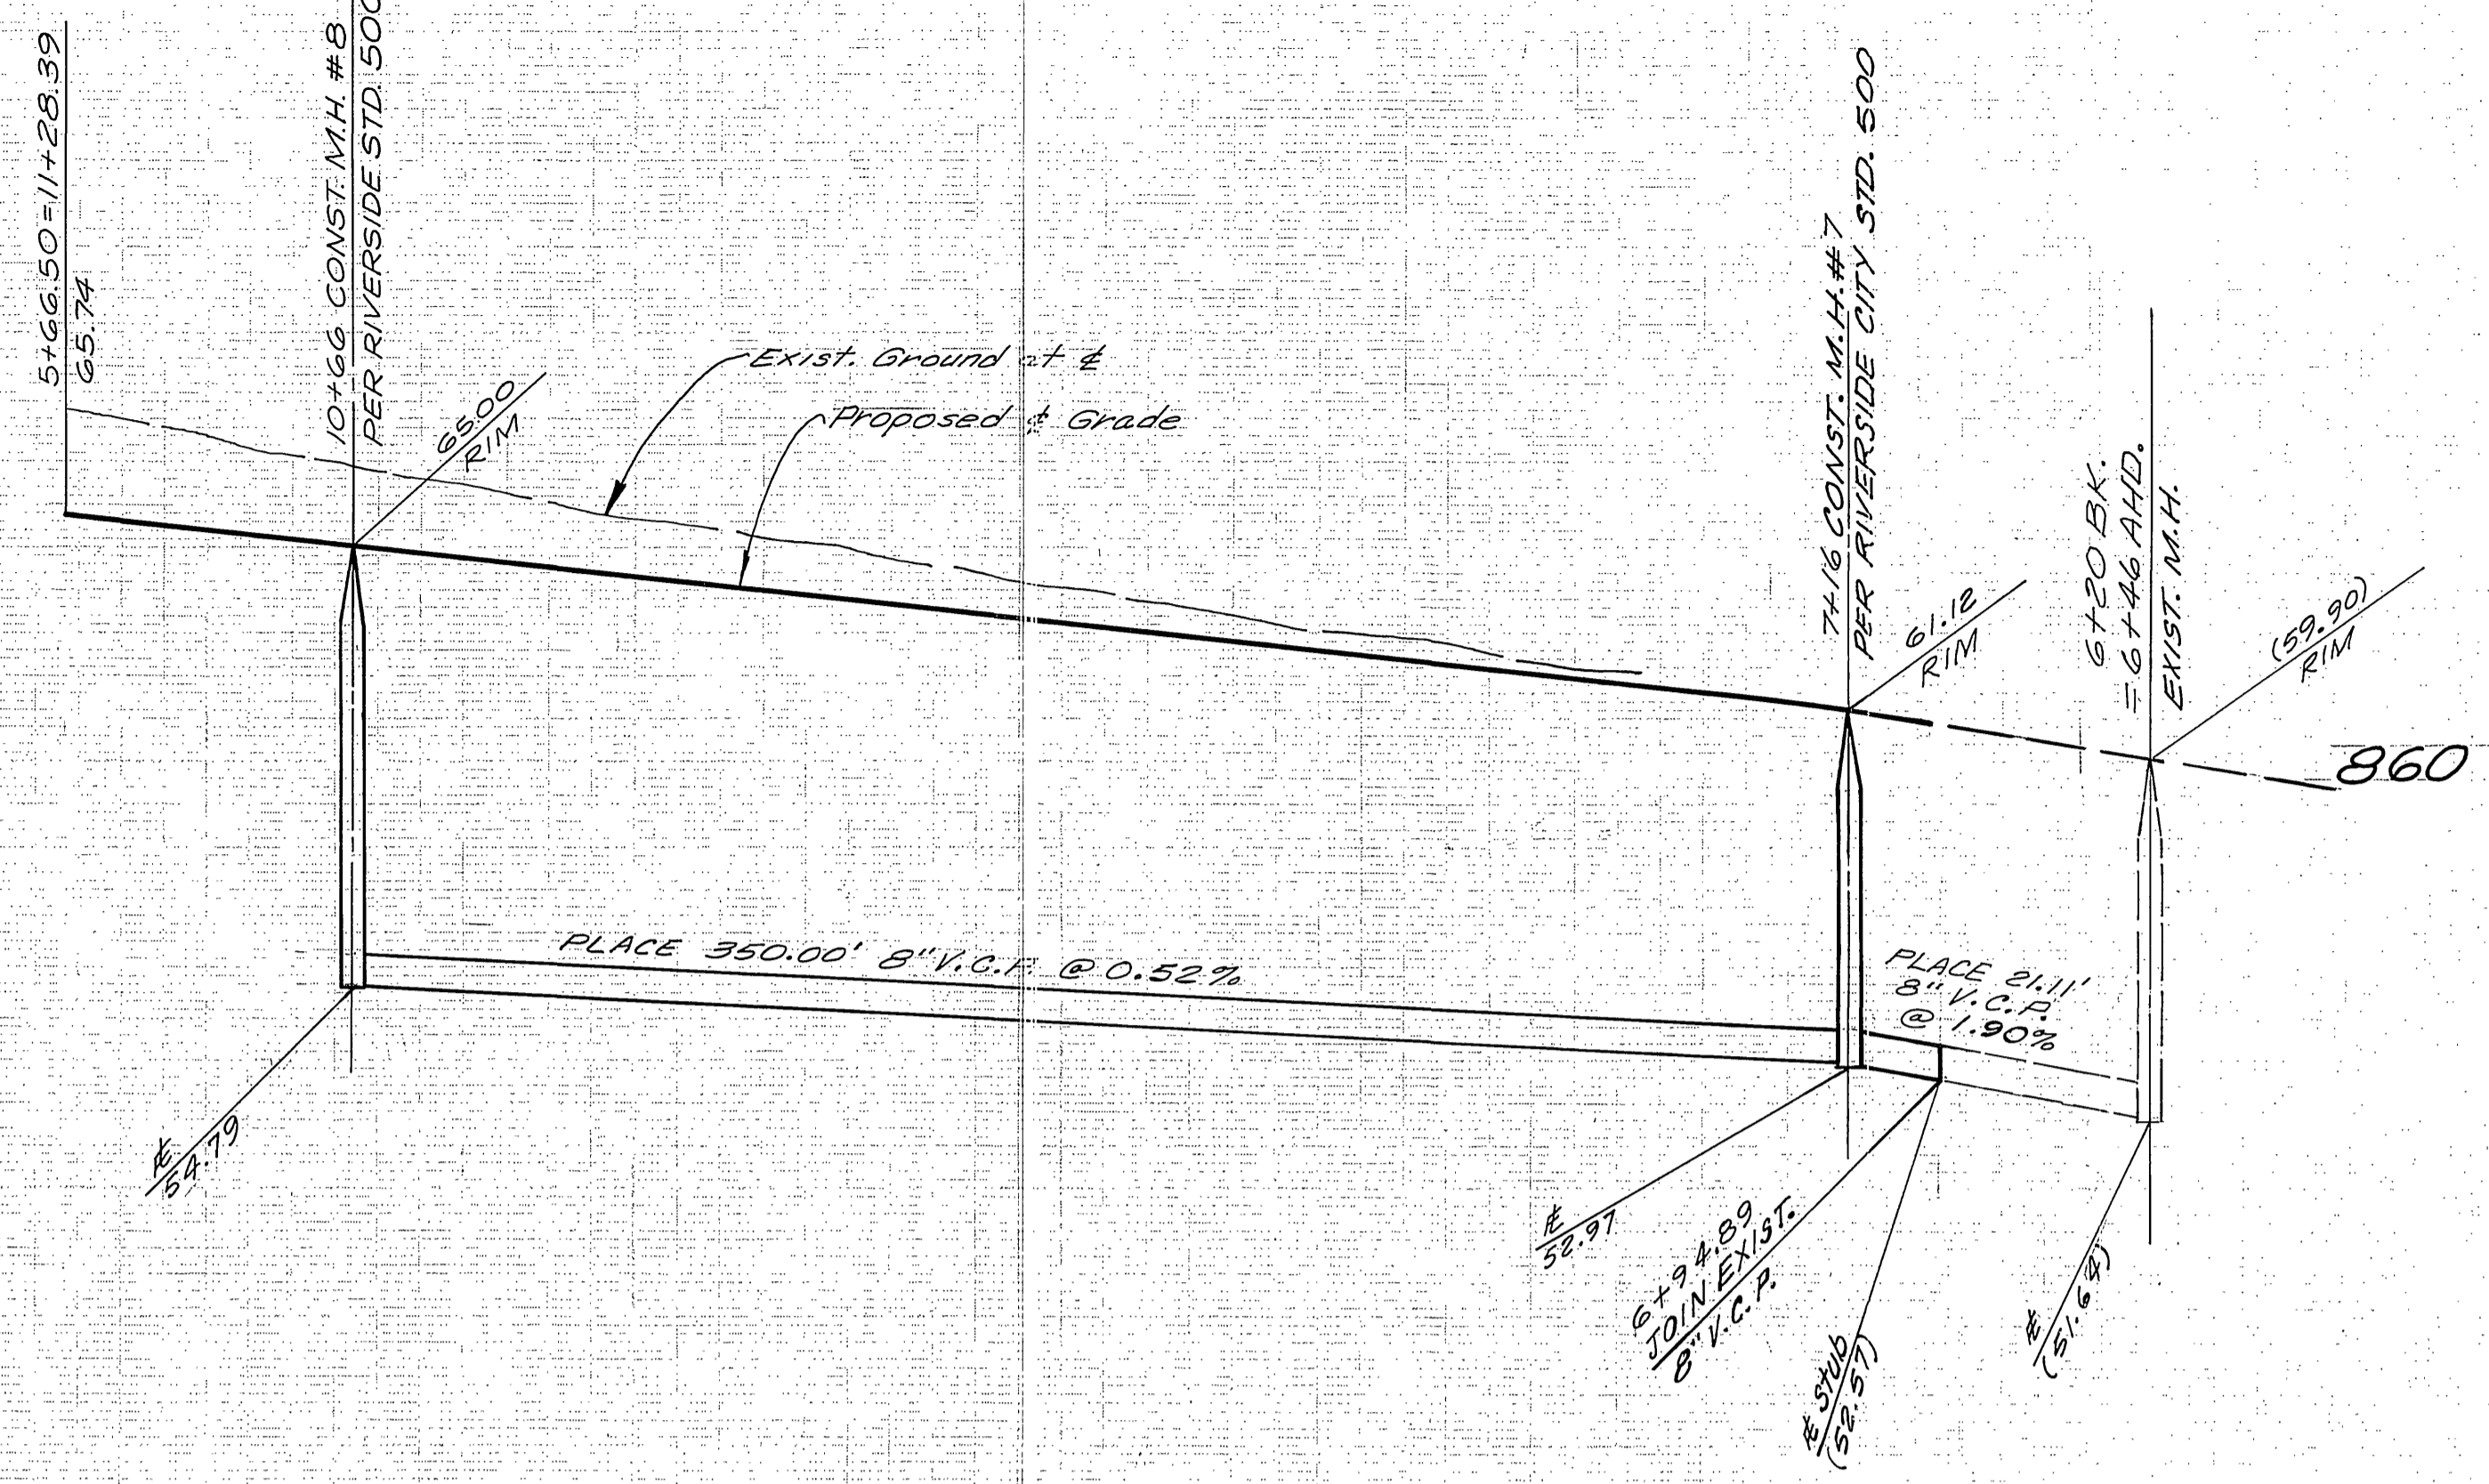 5+66.50=11+28.39
65.74
10+66 CONST. M.H. #8
PER RIVERSIDE STD. 500
65.00
RIM
Exist. Ground at ℄
Proposed ℄ Grade
7+16 CONST. M.H. #7
PER RIVERSIDE CITY STD. 500
61.12
RIM
6+20 BK.
=6+46 AHD.
EXIST. M.H.
(59.90)
RIM
860
PLACE 350.00' 8" V.C.P. @ 0.52%
PLACE 21.11'
8" V.C.P.
@ 1.90%
54.79
52.97
6+94.89
JOIN EXIST.
8" V.C.P.
Stub
(52.57)
(51.64)